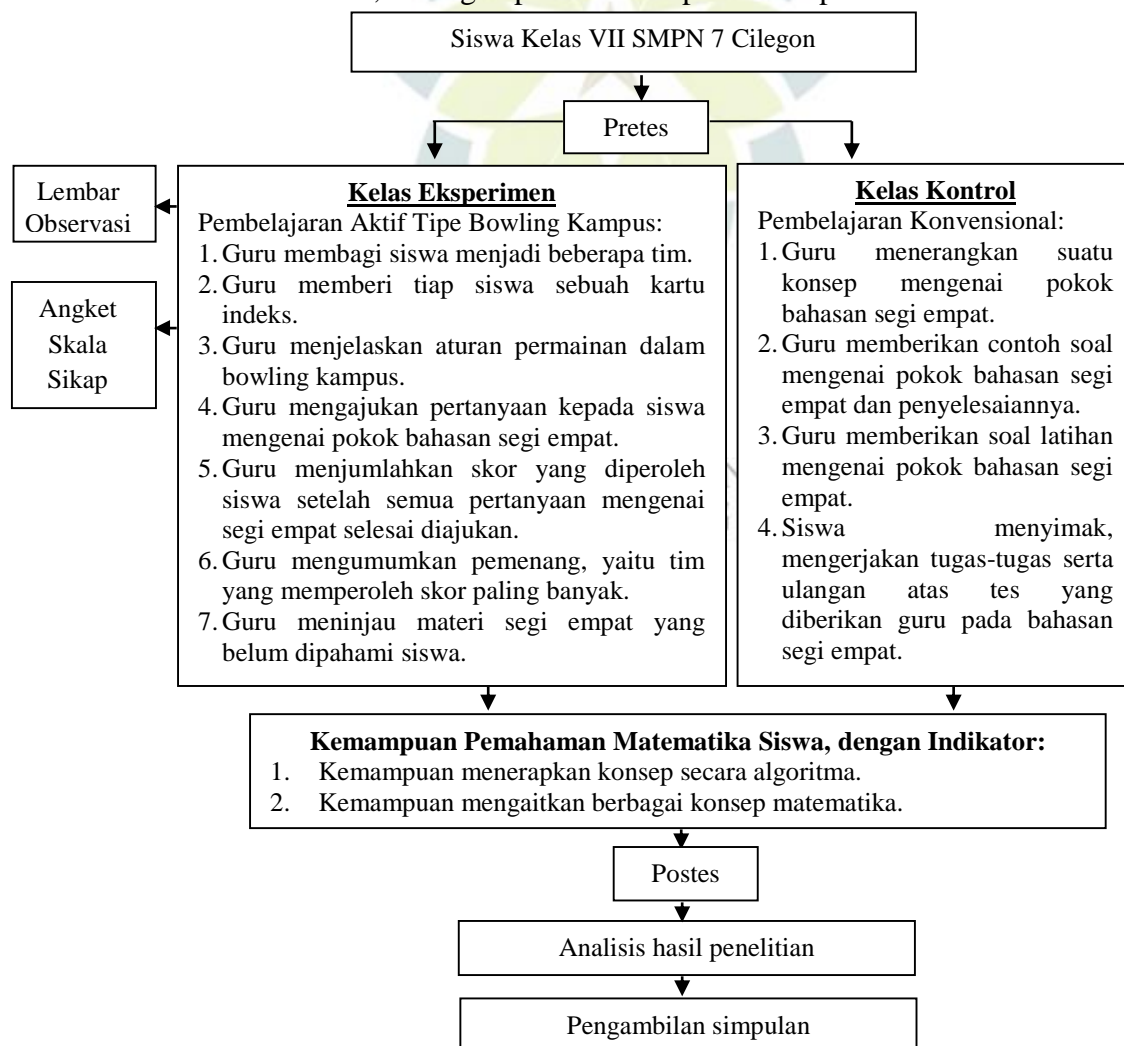 Siswa Kelas VII SMPN 7 Cilegon
Pretes
Lembar
Observasi
Angket
Skala
Sikap
Kelas Eksperimen
Pembelajaran Aktif Tipe Bowling Kampus:
1. Guru membagi siswa menjadi beberapa tim.
2. Guru memberi tiap siswa sebuah kartu
indeks.
3. Guru menjelaskan aturan permainan dalam
bowling kampus.
4. Guru mengajukan pertanyaan kepada siswa
mengenai pokok bahasan segi empat.
5. Guru menjumlahkan skor yang diperoleh
siswa setelah semua pertanyaan mengenai
segi empat selesai diajukan.
6. Guru mengumumkan pemenang, yaitu tim
yang memperoleh skor paling banyak.
7. Guru meninjau materi segi empat yang
belum dipahami siswa.
Kelas Kontrol
Pembelajaran Konvensional:
1. Guru menerangkan suatu
konsep mengenai pokok
bahasan segi empat.
2. Guru memberikan contoh soal
mengenai pokok bahasan segi
empat dan penyelesaiannya.
3. Guru memberikan soal latihan
mengenai pokok bahasan segi
empat.
4. Siswa menyimak,
mengerjakan tugas-tugas serta
ulangan atas tes yang
diberikan guru pada bahasan
segi empat.
Kemampuan Pemahaman Matematika Siswa, dengan Indikator:
1. Kemampuan menerapkan konsep secara algoritma.
2. Kemampuan mengaitkan berbagai konsep matematika.
Postes
Analisis hasil penelitian
Pengambilan simpulan